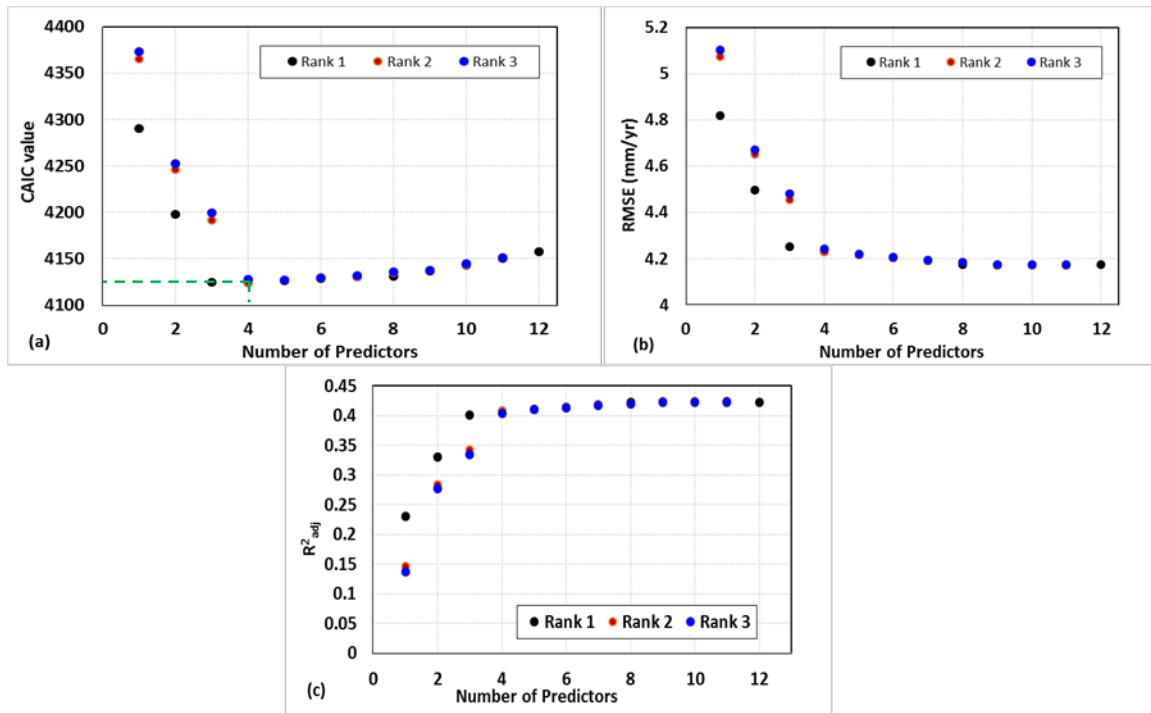 4400
4350
4300
4250
4200
4150
4100
CAIC value
Rank 1 Rank 2 Rank 3
0 2 4 6 8 10 12
(a)
Number of Predictors
5.2
5
4.8
4.6
4.4
4.2
4
RMSE (mm/yr)
Rank 1 Rank 2 Rank 3
0 2 4 6 8 10 12
(b)
Number of Predictors
0.45
0.4
0.35
0.3
0.25
0.2
0.15
0.1
0.05
0
R²adj
Rank 1 Rank 2 Rank 3
0 2 4 6 8 10 12
(c)
Number of Predictors